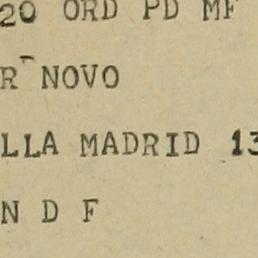 20 ORD PD MF
R NOVO
LLA MADRID 13
N D F